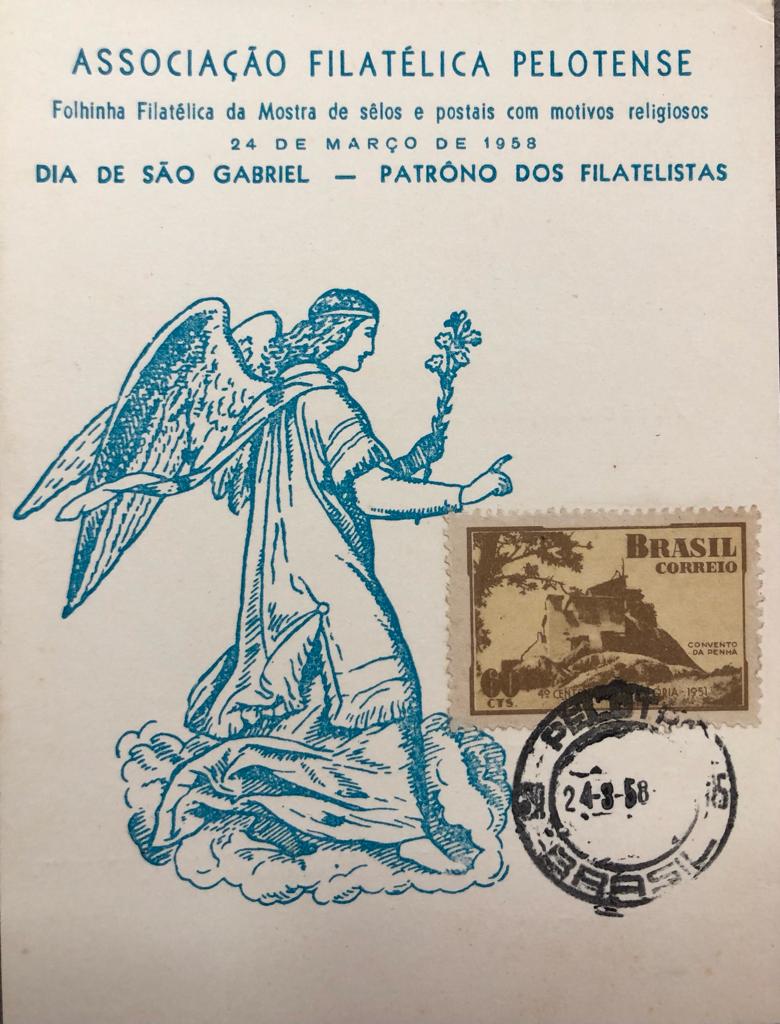 ASSOCIAÇÃO FILATÉLICA PELOTENSE
Folhinha Filatélica da Mostra de sêlos e postais com motivos religiosos
24 DE MARÇO DE 1958
DIA DE SÃO GABRIEL — PATRÔNO DOS FILATELISTAS
BRASIL
CORREIO
CONVENTO
DA PENHA
60
CTS.
4º CENT
ÓRIA - 1951
24-3-58
BRASIL